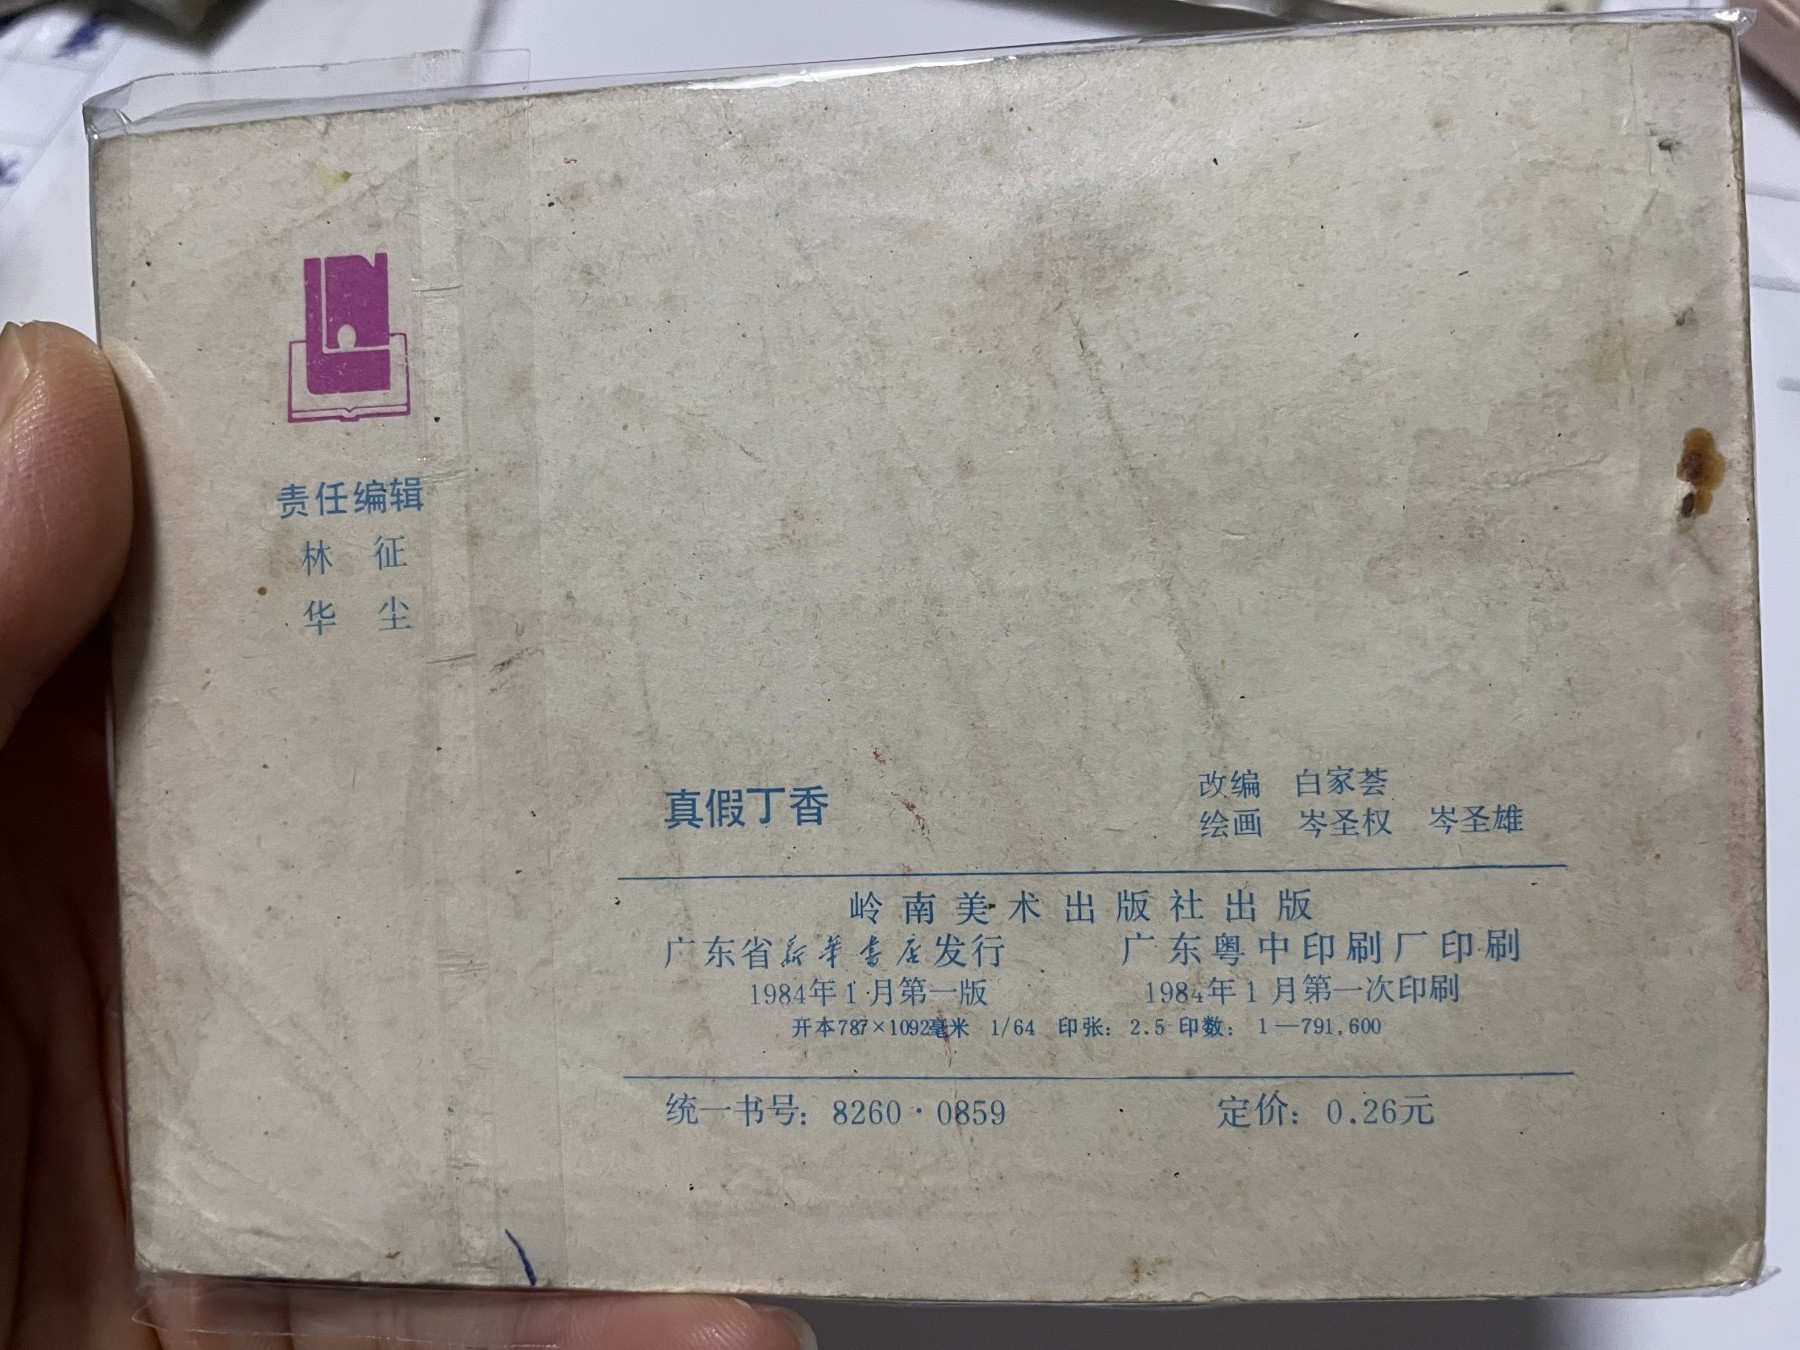 责任编辑
林 征
华 尘
真假丁香
改编 白家荟
绘画 岑圣权 岑圣雄
岭南美术出版社出版
广东省新华书店发行 广东粤中印刷厂印刷
1984年1月第一版 1984年1月第一次印刷
开本787×1092毫米 1/64 印张：2.5 印数：1—791,600
统一书号：8260·0859 定价：0.26元